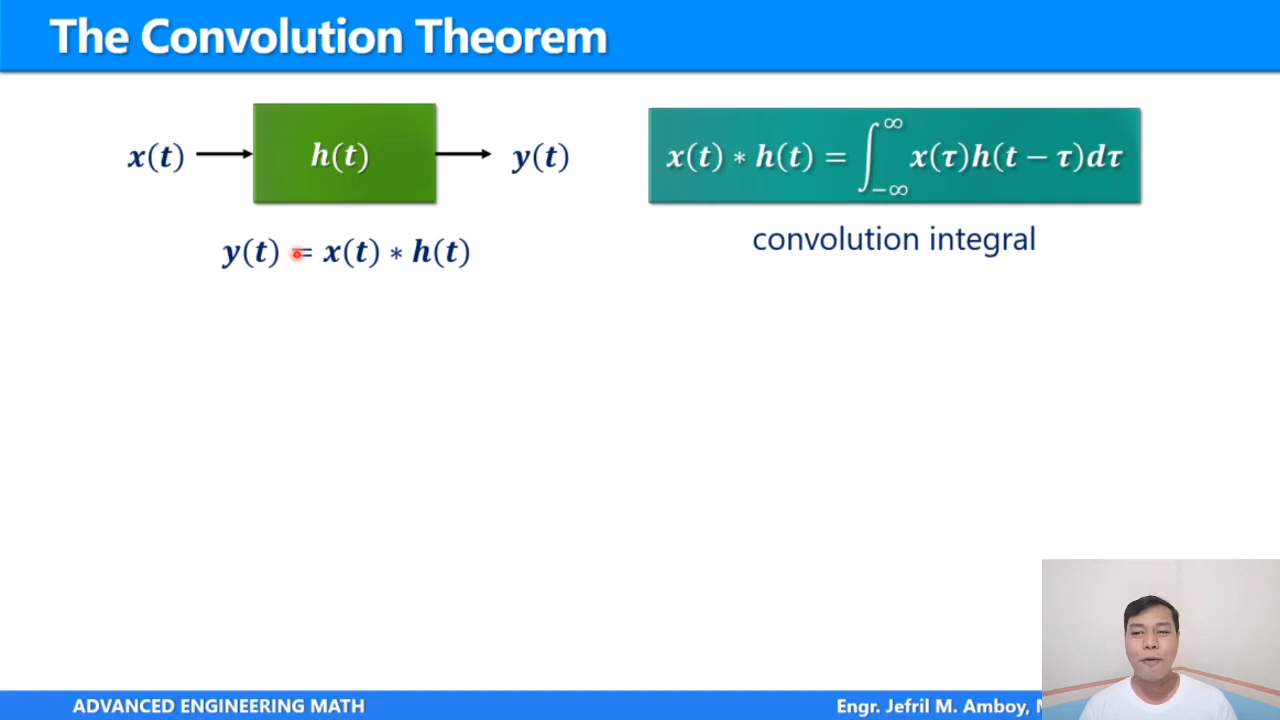 The Convolution Theorem
x(t) h(t) y(t)
y(t) = x(t) * h(t)
x(t) * h(t) = ∫_{-∞}^{∞} x(τ)h(t − τ)dτ
convolution integral
ADVANCED ENGINEERING MATH
Engr. Jefril M. Amboy,